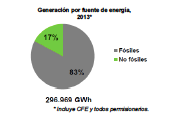 Generación por fuente de energía,
2013*
17%
Fósiles
No fósiles
83%
296,969 GWh
* Incluye CFE y todos permisionarios.